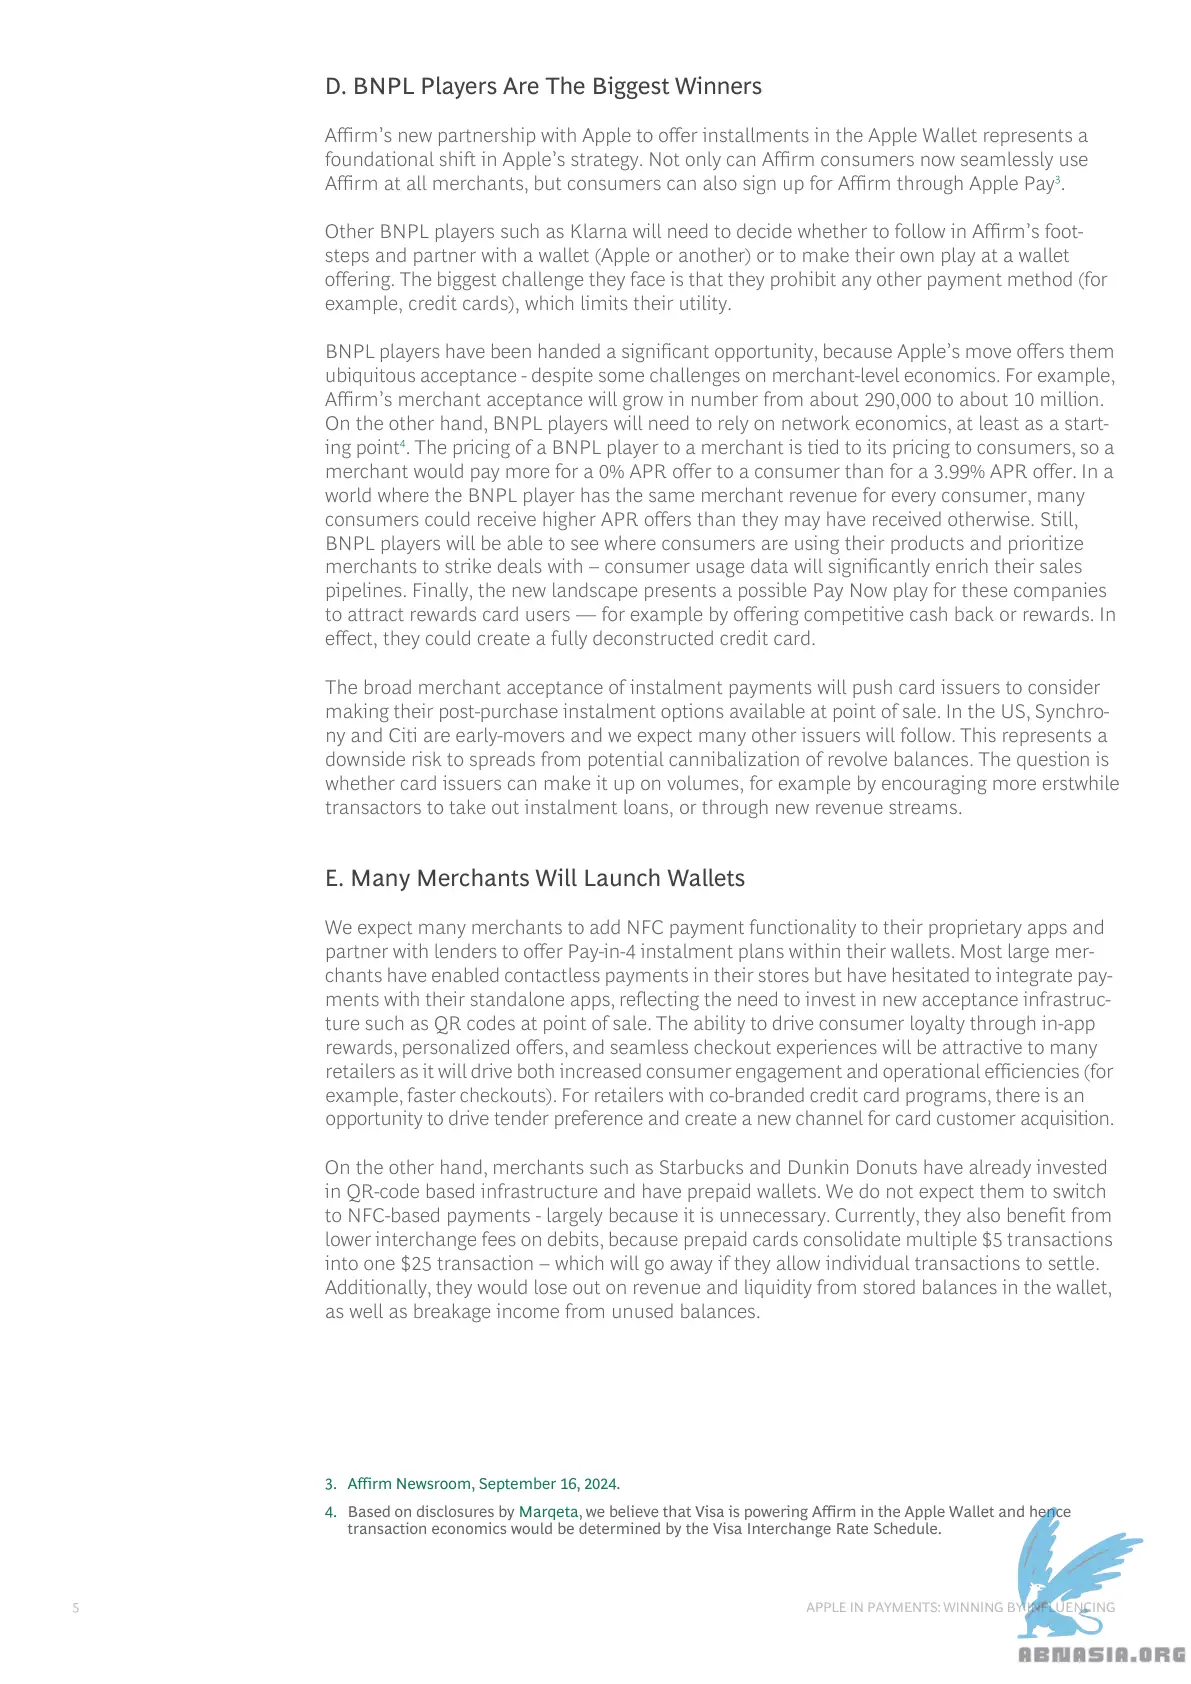 D. BNPL Players Are The Biggest Winners
Affirm's new partnership with Apple to offer installments in the Apple Wallet represents a
foundational shift in Apple's strategy. Not only can Affirm consumers now seamlessly use
Affirm at all merchants, but consumers can also sign up for Affirm through Apple Pay3.
Other BNPL players such as Klarna will need to decide whether to follow in Affirm's foot-
steps and partner with a wallet (Apple or another) or to make their own play at a wallet
offering. The biggest challenge they face is that they prohibit any other payment method (for
example, credit cards), which limits their utility.
BNPL players have been handed a significant opportunity, because Apple's move offers them
ubiquitous acceptance - despite some challenges on merchant-level economics. For example,
Affirm's merchant acceptance will grow in number from about 290,000 to about 10 million.
On the other hand, BNPL players will need to rely on network economics, at least as a start-
ing point4. The pricing of a BNPL player to a merchant is tied to its pricing to consumers, so a
merchant would pay more for a 0% APR offer to a consumer than for a 3.99% APR offer. In a
world where the BNPL player has the same merchant revenue for every consumer, many
consumers could receive higher APR offers than they may have received otherwise. Still,
BNPL players will be able to see where consumers are using their products and prioritize
merchants to strike deals with – consumer usage data will significantly enrich their sales
pipelines. Finally, the new landscape presents a possible Pay Now play for these companies
to attract rewards card users — for example by offering competitive cash back or rewards. In
effect, they could create a fully deconstructed credit card.
The broad merchant acceptance of instalment payments will push card issuers to consider
making their post-purchase instalment options available at point of sale. In the US, Synchro-
ny and Citi are early-movers and we expect many other issuers will follow. This represents a
downside risk to spreads from potential cannibalization of revolve balances. The question is
whether card issuers can make it up on volumes, for example by encouraging more erstwhile
transactors to take out instalment loans, or through new revenue streams.
E. Many Merchants Will Launch Wallets
We expect many merchants to add NFC payment functionality to their proprietary apps and
partner with lenders to offer Pay-in-4 instalment plans within their wallets. Most large mer-
chants have enabled contactless payments in their stores but have hesitated to integrate pay-
ments with their standalone apps, reflecting the need to invest in new acceptance infrastruc-
ture such as QR codes at point of sale. The ability to drive consumer loyalty through in-app
rewards, personalized offers, and seamless checkout experiences will be attractive to many
retailers as it will drive both increased consumer engagement and operational efficiencies (for
example, faster checkouts). For retailers with co-branded credit card programs, there is an
opportunity to drive tender preference and create a new channel for card customer acquisition.
On the other hand, merchants such as Starbucks and Dunkin Donuts have already invested
in QR-code based infrastructure and have prepaid wallets. We do not expect them to switch
to NFC-based payments - largely because it is unnecessary. Currently, they also benefit from
lower interchange fees on debits, because prepaid cards consolidate multiple $5 transactions
into one $25 transaction – which will go away if they allow individual transactions to settle.
Additionally, they would lose out on revenue and liquidity from stored balances in the wallet,
as well as breakage income from unused balances.
3. Affirm Newsroom, September 16, 2024.
4. Based on disclosures by Marqeta, we believe that Visa is powering Affirm in the Apple Wallet and hence
transaction economics would be determined by the Visa Interchange Rate Schedule.
5
APPLE IN PAYMENTS: WINNING BY INFLUENCING
ABNASIA.ORG